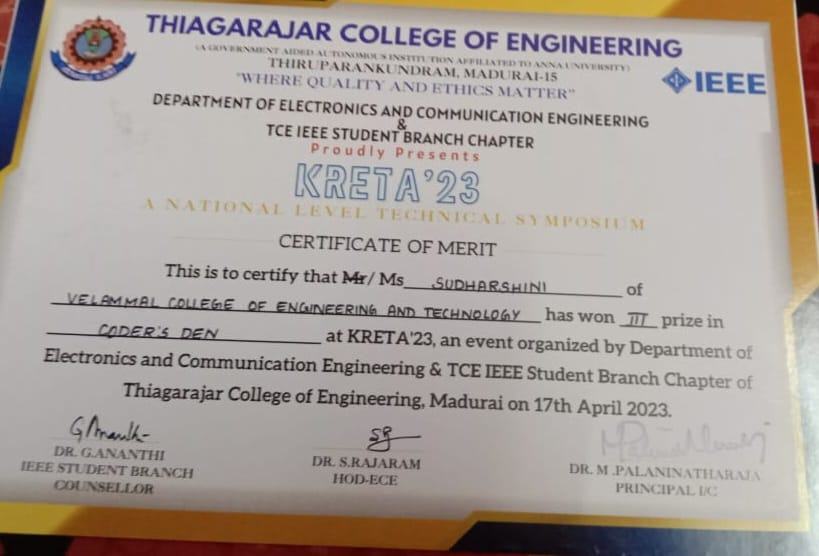 THIAGARAJAR COLLEGE OF ENGINEERING
(A GOVERNMENT AIDED AUTONOMOUS INSTITUTION AFFILIATED TO ANNA UNIVERSITY)
THIRUPARANKUNDRAM, MADURAI-15
"WHERE QUALITY AND ETHICS MATTER"
IEEE
DEPARTMENT OF ELECTRONICS AND COMMUNICATION ENGINEERING
&
TCE IEEE STUDENT BRANCH CHAPTER
Proudly Presents
KRETA'23
A NATIONAL LEVEL TECHNICAL SYMPOSIUM
CERTIFICATE OF MERIT
This is to certify that Mr/ Ms SUDHARSHINI of
VELAMMAL COLLEGE OF ENGINEERING AND TECHNOLOGY has won III prize in
CODER'S DEN at KRETA'23, an event organized by Department of
Electronics and Communication Engineering & TCE IEEE Student Branch Chapter of
Thiagarajar College of Engineering, Madurai on 17th April 2023.
DR. G.ANANTHI
IEEE STUDENT BRANCH
COUNSELLOR
DR. S.RAJARAM
HOD-ECE
DR. M .PALANINATHARAJA
PRINCIPAL I/C